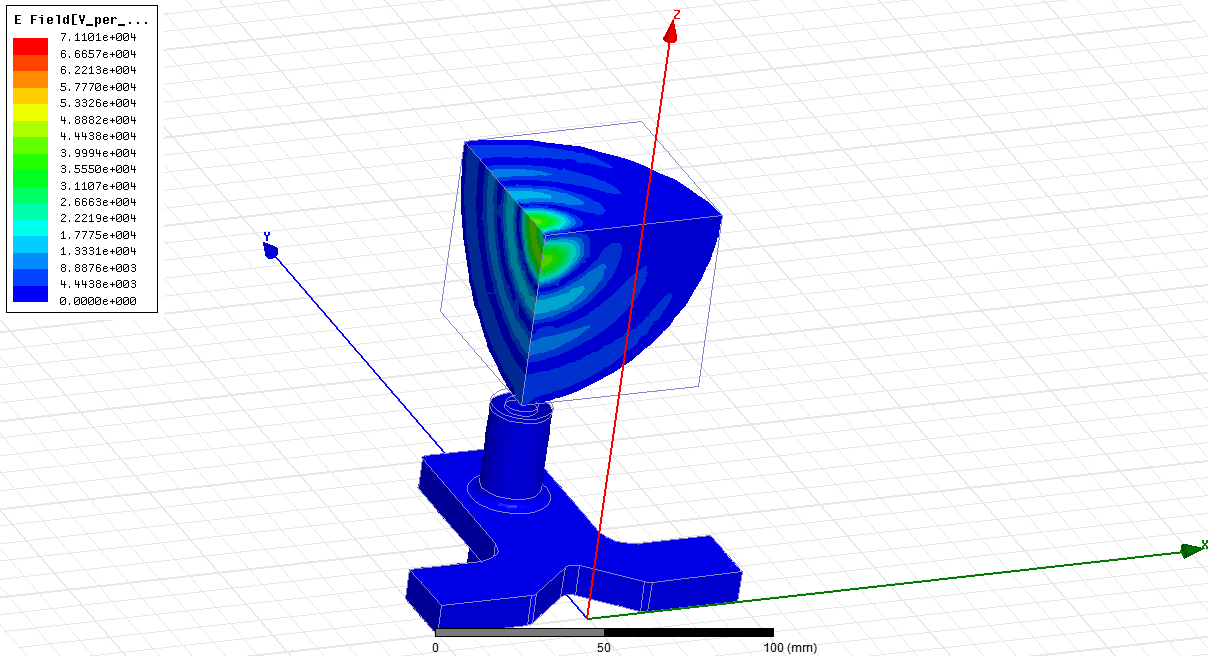 E Field[V_per_...
7.1101e+004
6.6657e+004
6.2213e+004
5.7770e+004
5.3326e+004
4.8882e+004
4.4438e+004
3.9994e+004
3.5550e+004
3.1107e+004
2.6663e+004
2.2219e+004
1.7775e+004
1.3331e+004
8.8876e+003
4.4438e+003
0.0000e+000
Z
Y
X
0 50 100 (mm)